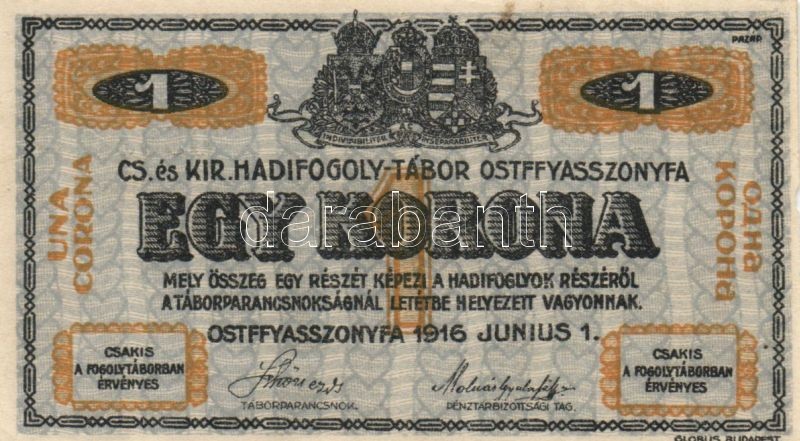 PAZAR
1
1
INDIVISIBILITER AC INSEPARABILITER
CS. és KIR. HADIFOGOLY-TÁBOR OSTFFYASSZONYFA
UNA
CORONA
EGY KORONA
1
ОДНА
КОРОНА
darabanth
MELY ÖSSZEG EGY RÉSZÉT KÉPEZI A HADIFOGLYOK RÉSZÉRŐL
A TÁBORPARANCSNOKSÁGNÁL LETÉTBE HELYEZETT VAGYONNAK.
OSTFFYASSZONYFA 1916 JUNIUS 1.
CSAKIS
A FOGOLYTÁBORBAN
ÉRVÉNYES
TÁBORPARANCSNOK.
PÉNZTÁRBIZOTTSÁGI TAG.
CSAKIS
A FOGOLYTÁBORBAN
ÉRVÉNYES
GLOBUS, BUDAPEST